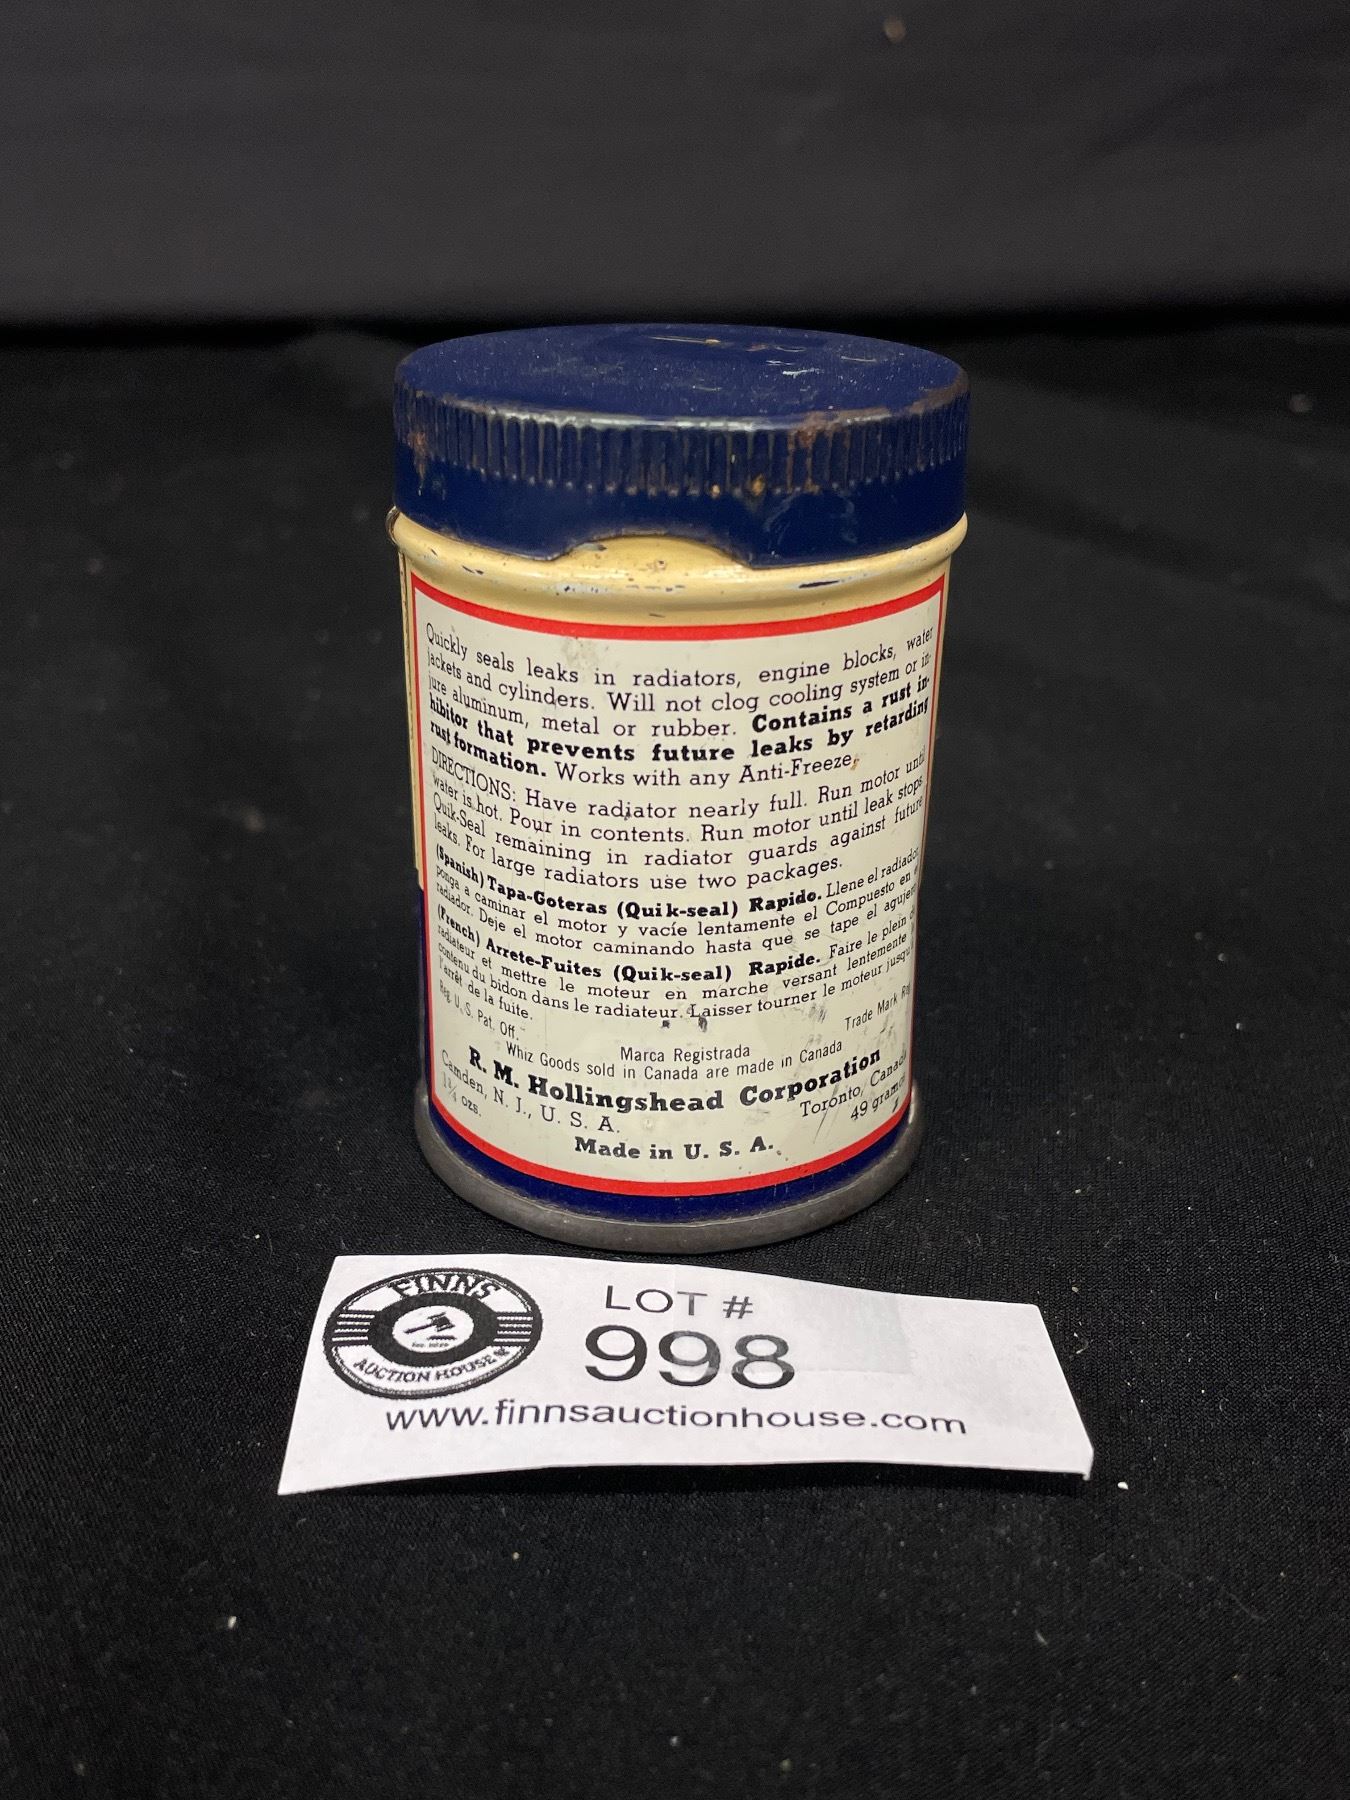 Quickly seals leaks in radiators, engine blocks, water
jackets and cylinders. Will not clog cooling system or in-
jure aluminum, metal or rubber. Contains a rust in-
hibitor that prevents future leaks by retarding
rust formation. Works with any Anti-Freeze.
DIRECTIONS: Have radiator nearly full. Run motor until
water is hot. Pour in contents. Run motor until leak stops
Quik-Seal remaining in radiator guards against future
leaks. For large radiators use two packages.
(Spanish) Tapa-Goteras (Quik-seal) Rapido. Llene el radiador
ponga a caminar el motor y vacíe lentamente el Compuesto en
radiador. Deje el motor caminando hasta que se tape el agujero
(French) Arrete-Fuites (Quik-seal) Rapide. Faire le plein
radiateur et mettre le moteur en marche versant lentement
contenu du bidon dans le radiateur. Laisser tourner le moteur jusqu'
l'arrêt de la fuite.
Reg. U. S. Pat. Off. Marca Registrada Trade Mark
Whiz Goods sold in Canada are made in Canada
R. M. Hollingshead Corporation
Camden, N. J., U. S. A. Toronto, Canada
1¾ ozs. 49 gramos
Made in U. S. A.
FINNS
AUCTION HOUSE
LOT #
998
www.finnsauctionhouse.com